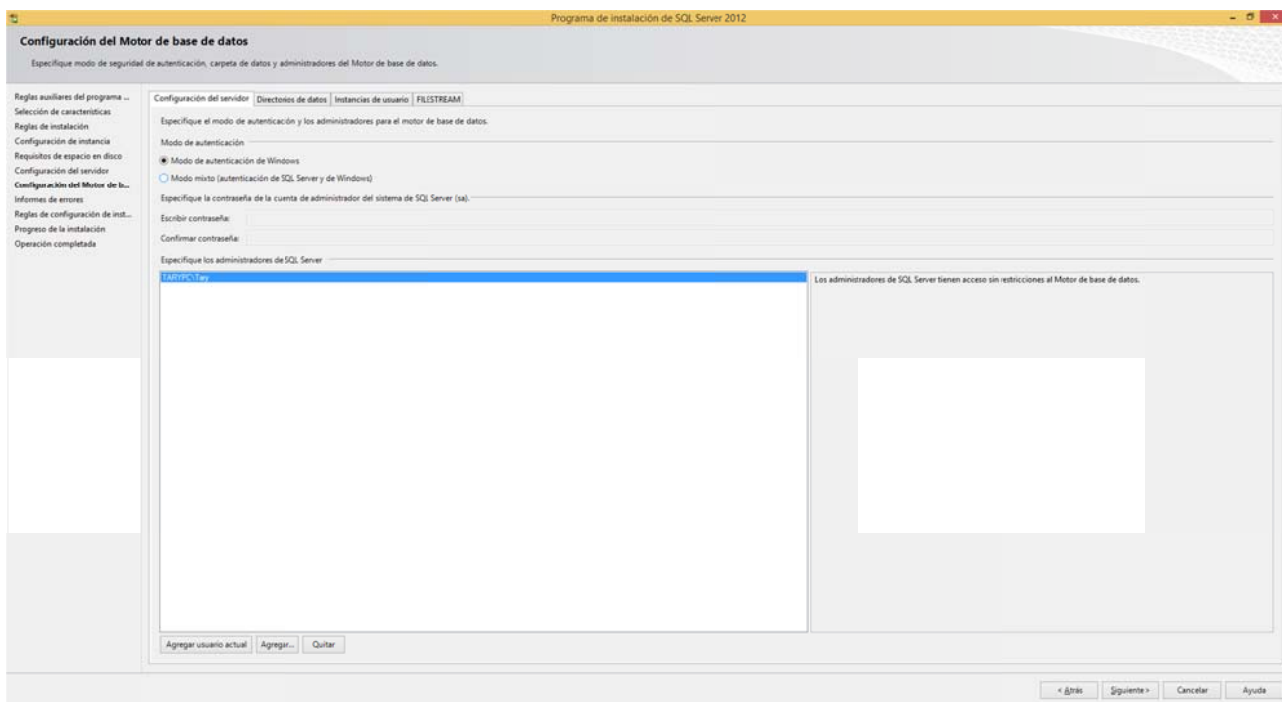 Programa de instalación de SQL Server 2012
Configuración del Motor de base de datos
Especifique modo de seguridad de autenticación, carpeta de datos y administradores del Motor de base de datos.
Reglas auxiliares del programa ...
Selección de características
Reglas de instalación
Configuración de instancia
Requisitos de espacio en disco
Configuración del servidor
Configuración del Motor de b...
Informes de errores
Reglas de configuración de inst...
Progreso de la instalación
Operación completada
Configuración del servidor Directorios de datos Instancias de usuario FILESTREAM
Especifique el modo de autenticación y los administradores para el motor de base de datos.
Modo de autenticación
Modo de autenticación de Windows
Modo mixto (autenticación de SQL Server y de Windows)
Especifique la contraseña de la cuenta de administrador del sistema de SQL Server (sa).
Escribir contraseña:
Confirmar contraseña:
Especifique los administradores de SQL Server
TARYPC\Tary
Los administradores de SQL Server tienen acceso sin restricciones al Motor de base de datos.
Agregar usuario actual Agregar... Quitar
< Atrás Siguiente > Cancelar Ayuda